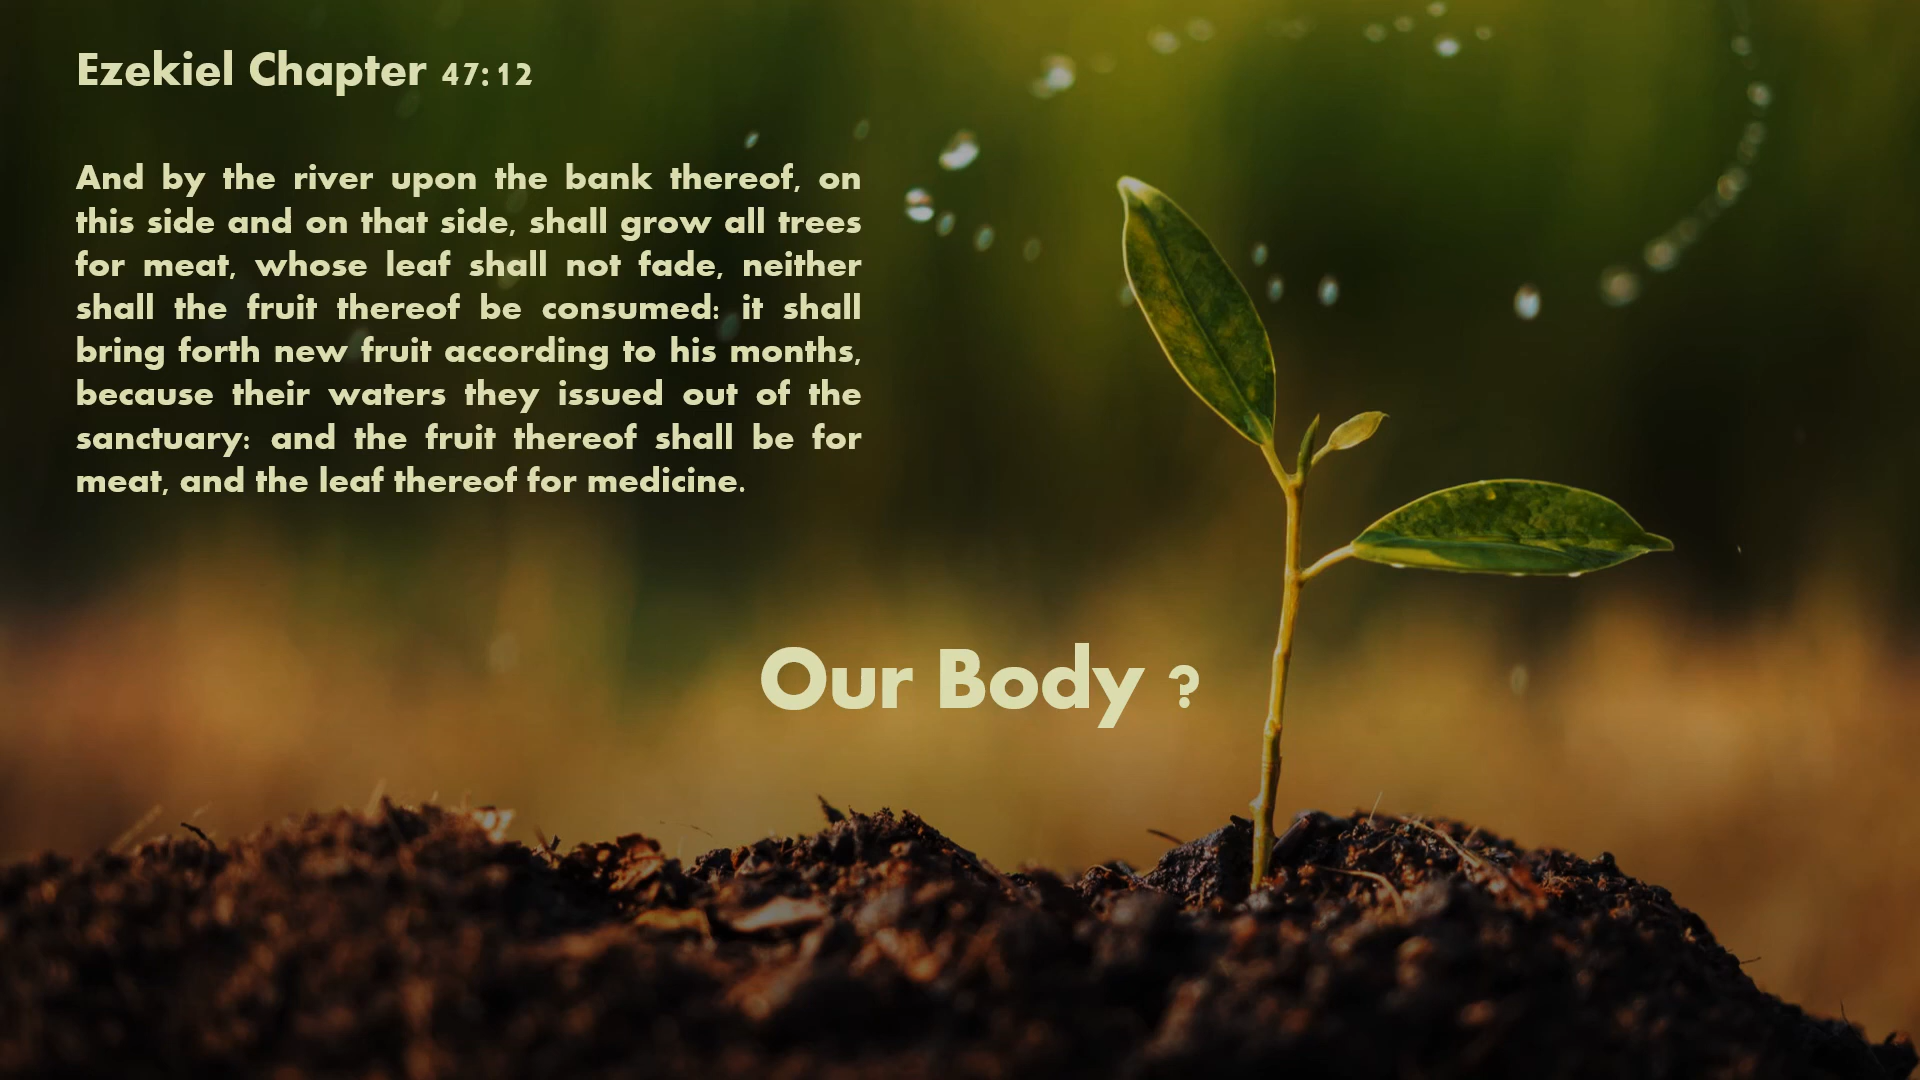 Ezekiel Chapter 47:12
And by the river upon the bank thereof, on
this side and on that side, shall grow all trees
for meat, whose leaf shall not fade, neither
shall the fruit thereof be consumed: it shall
bring forth new fruit according to his months,
because their waters they issued out of the
sanctuary: and the fruit thereof shall be for
meat, and the leaf thereof for medicine.
Our Body ?